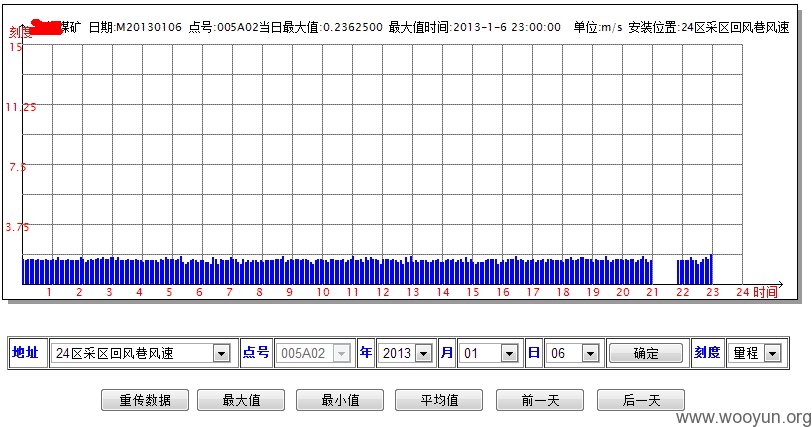 煤矿 日期:M20130106 点号:005A02当日最大值:0.2362500 最大值时间:2013-1-6 23:00:00 单位:m/s 安装位置:24区采区回风巷风速
刻度
15
11.25
7.5
3.75
1 2 3 4 5 6 7 8 9 10 11 12 13 14 15 16 17 18 19 20 21 22 23 24 时间
地址 24区采区回风巷风速 点号 005A02 年 2013 月 01 日 06 确定 刻度 量程
重传数据 最大值 最小值 平均值 前一天 后一天
www.wooyun.org